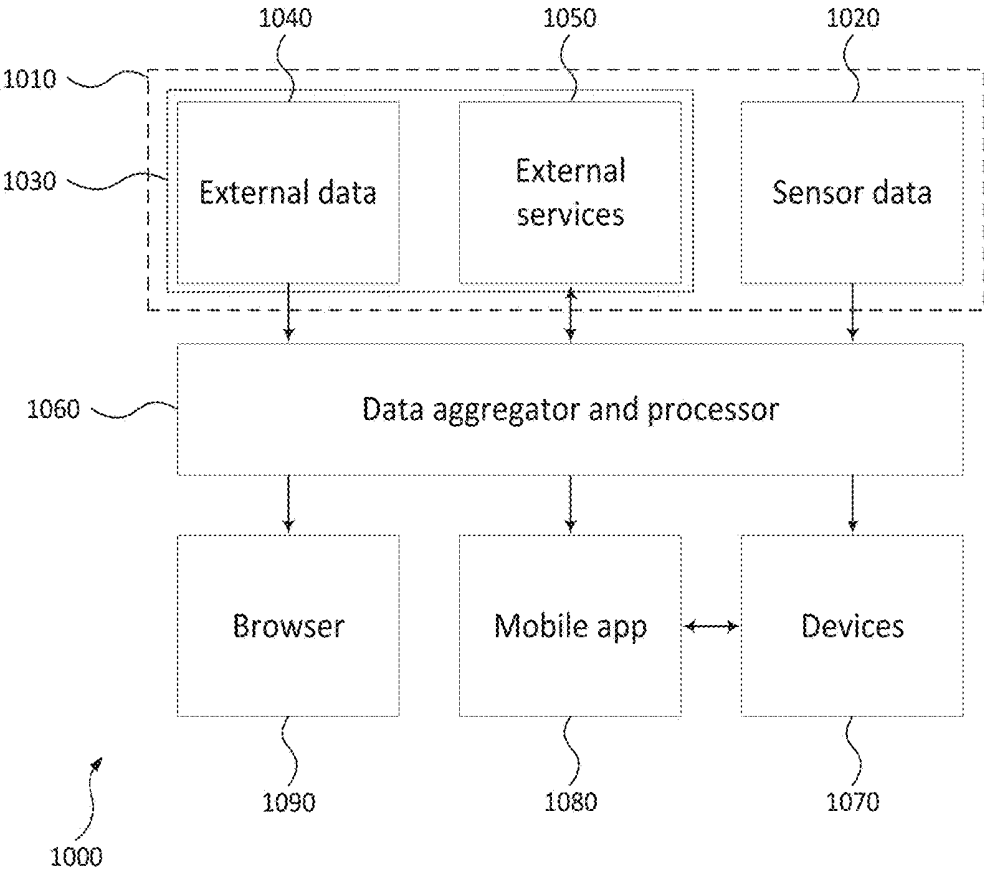 1040
1050
1020
1010
1030
External data
External
services
Sensor data
1060
Data aggregator and processor
Browser
Mobile app
Devices
1090
1080
1070
1000